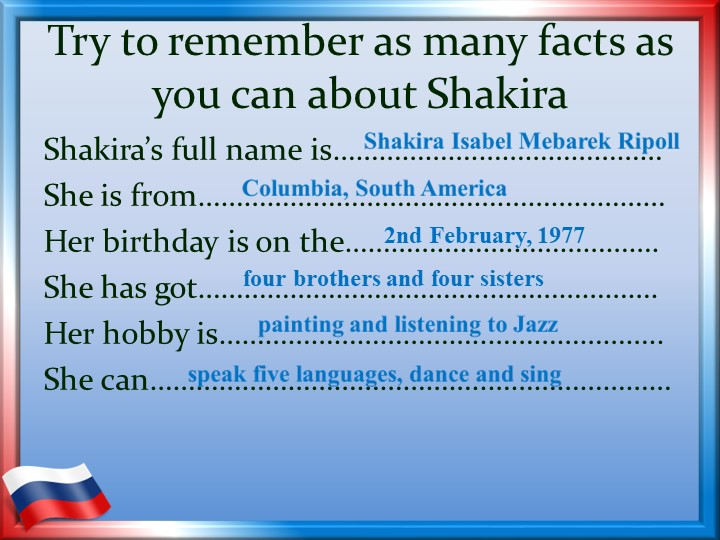 Try to remember as many facts as
you can about Shakira
Shakira’s full name is…………………………………… Shakira Isabel Mebarek Ripoll
She is from…………………………………………………… Columbia, South America
Her birthday is on the………………………………… 2nd February, 1977
She has got…………………………………………………… four brothers and four sisters
Her hobby is………………………………………………… painting and listening to Jazz
She can………………………………………………………… speak five languages, dance and sing